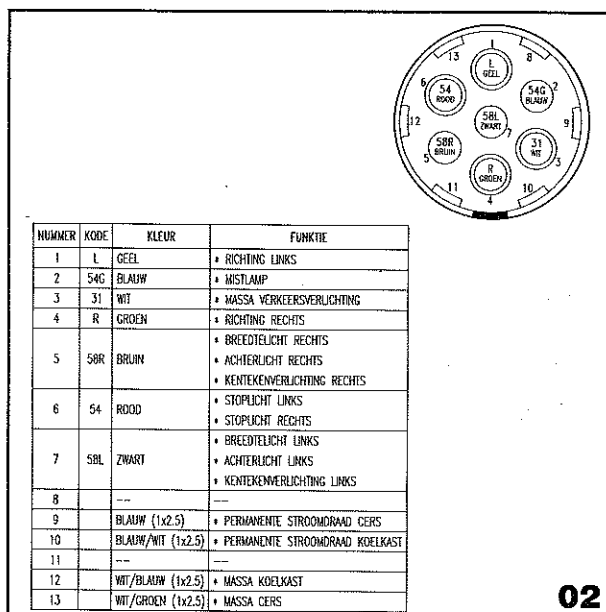 1
13
8
L
GEEL
6
54
ROOD
54G
BLAUW
2
12
58L
ZWART
7
9
58R
BRUIN
5
31
WIT
3
R
GROEN
11
4
10
NUMMER KODE KLEUR FUNKTIE
1 L GEEL * RICHTING LINKS
2 54G BLAUW * MISTLAMP
3 31 WIT * MASSA VERKEERSVERLICHTING
4 R GROEN * RICHTING RECHTS
* BREEDTELICHT RECHTS
5 58R BRUIN * ACHTERLICHT RECHTS
* KENTEKENVERLICHTING RECHTS
6 54 ROOD * STOPLICHT LINKS
* STOPLICHT RECHTS
* BREEDTELICHT LINKS
7 58L ZWART * ACHTERLICHT LINKS
* KENTEKENVERLICHTING LINKS
8 -- --
9 BLAUW (1x2.5) * PERMANENTE STROOMDRAAD CERS
10 BLAUW/WIT (1x2.5) * PERMANENTE STROOMDRAAD KOELKAST
11 -- --
12 WIT/BLAUW (1x2.5) * MASSA KOELKAST
13 WIT/GROEN (1x2.5) * MASSA CERS
02